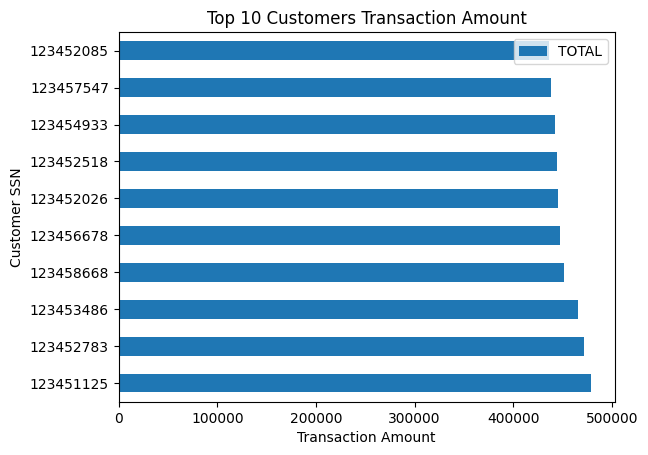 Top 10 Customers Transaction Amount
TOTAL
Customer SSN
123452085
123457547
123454933
123452518
123452026
123456678
123458668
123453486
123452783
123451125
0 100000 200000 300000 400000 500000
Transaction Amount